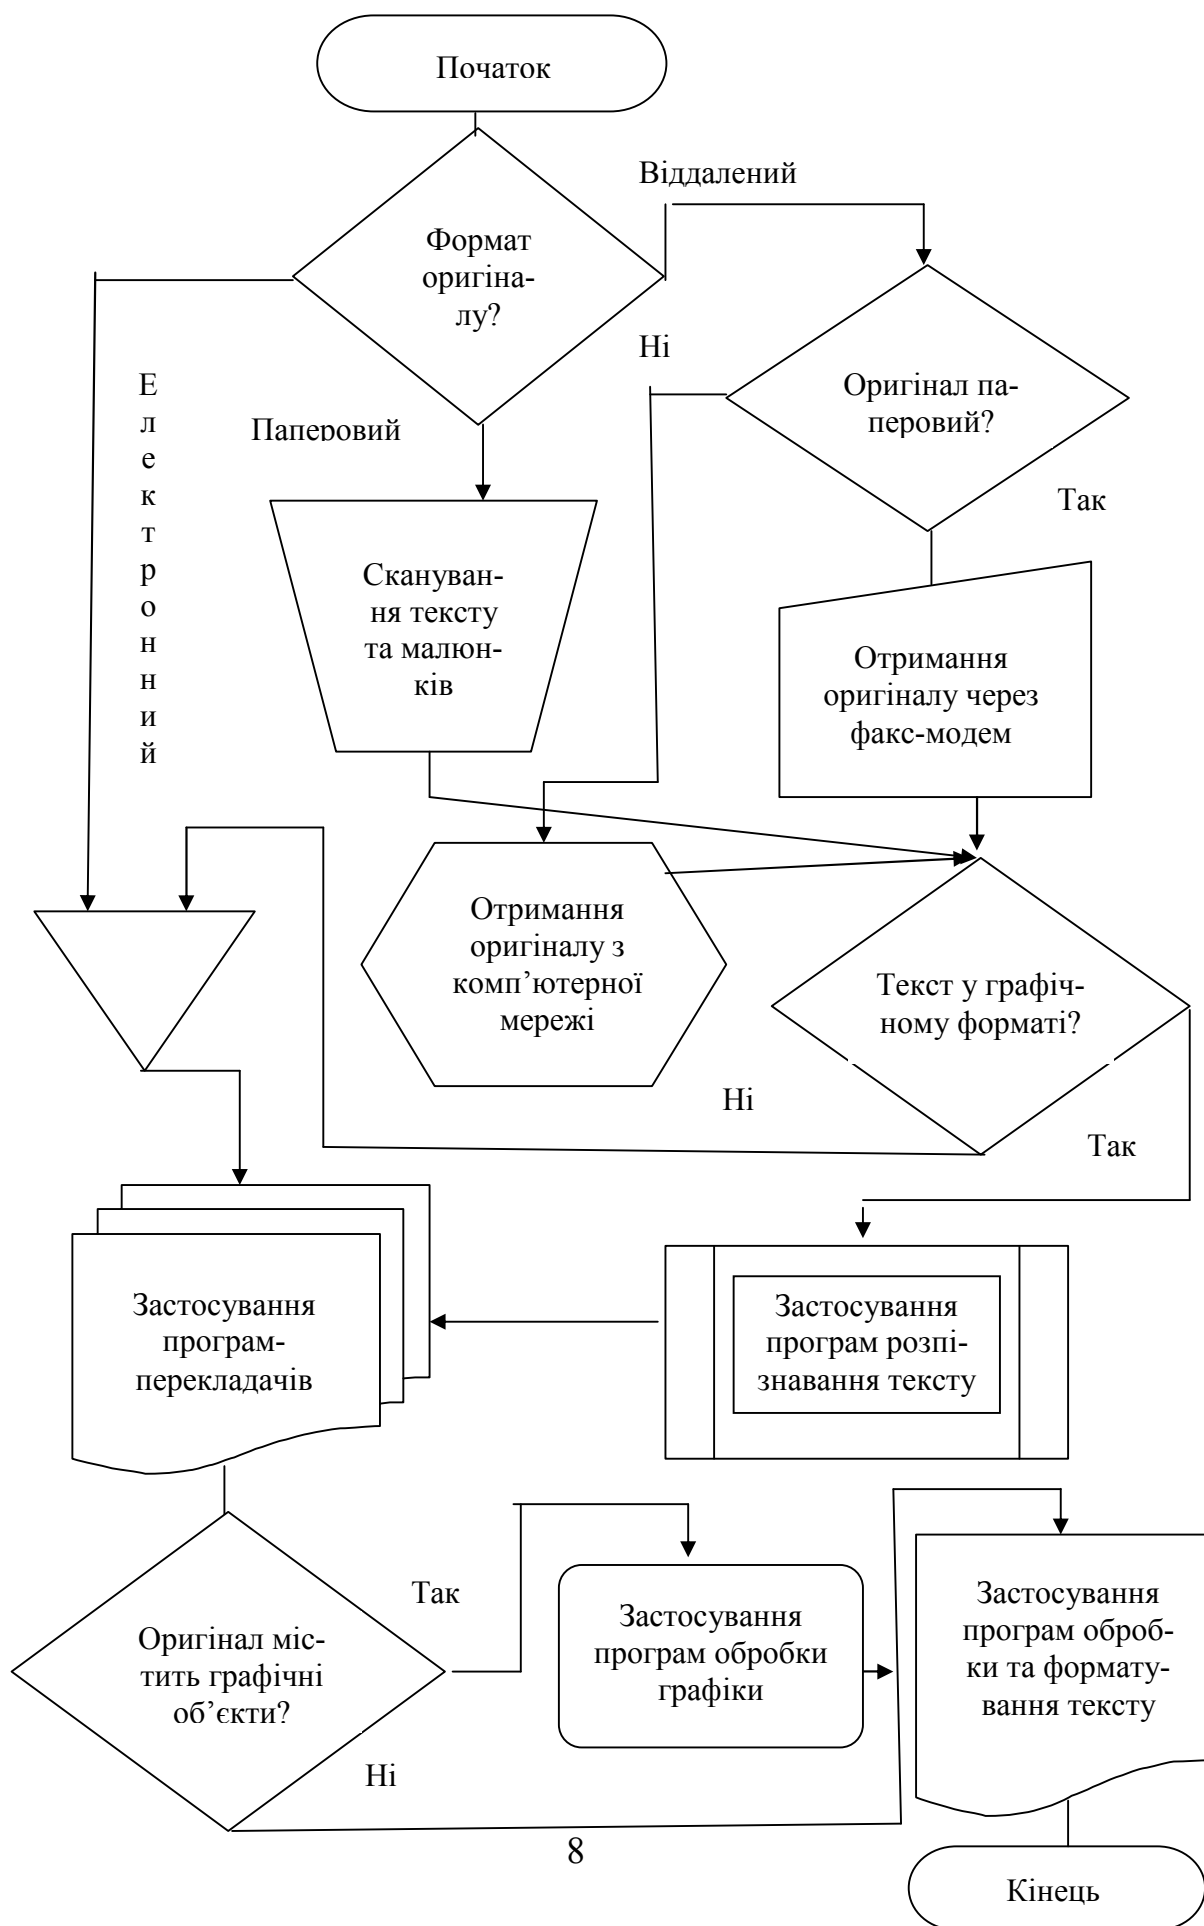 Початок
Віддалений
Формат
оригіна-
лу?
Ні
Оригінал па-
перовий?
Електронний
Паперовий
Так
Скануван-
ня тексту
та малюн-
ків
Отримання
оригіналу через
факс-модем
Отримання
оригіналу з
комп’ютерної
мережі
Текст у графіч-
ному форматі?
Ні
Так
Застосування
програм-
перекладачів
Застосування
програм розпі-
знавання тексту
Оригінал міс-
тить графічні
об’єкти?
Так
Застосування
програм обробки
графіки
Застосування
програм оброб-
ки та формату-
вання тексту
Ні
8
Кінець